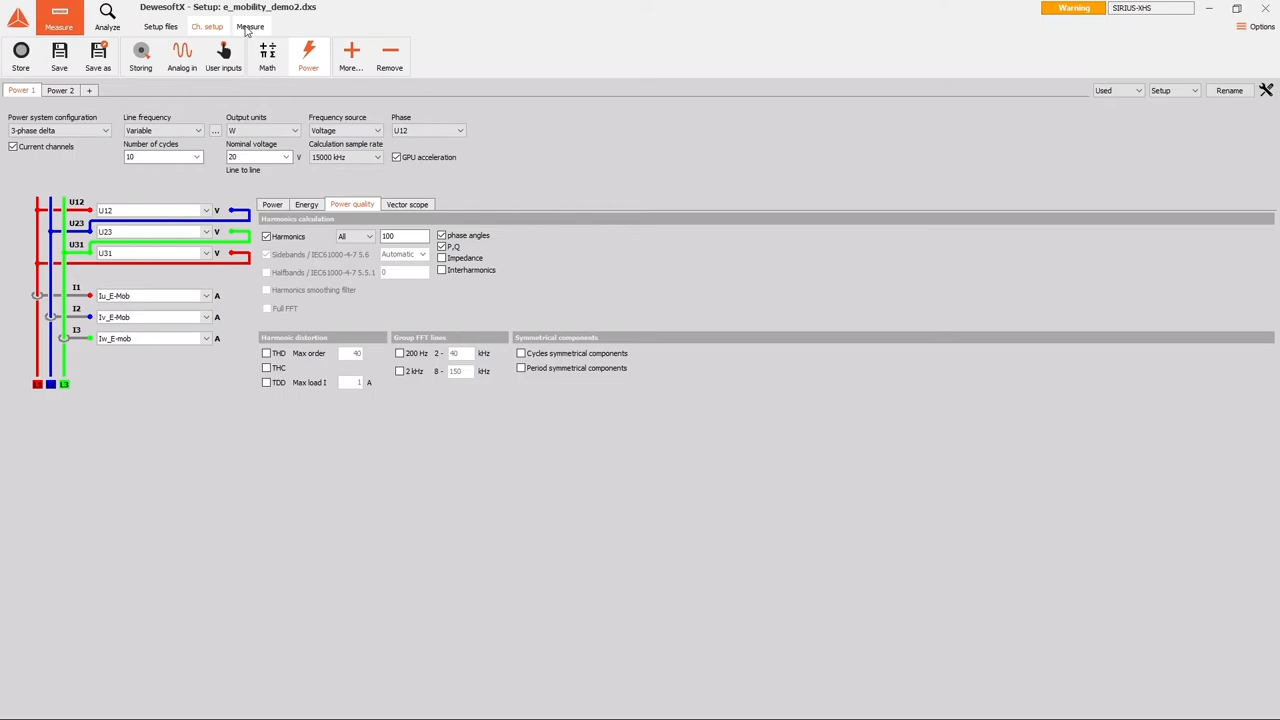 DewesoftX - Setup: e_mobility_demo2.dxs
Warning
SIRIUS-XHS
Measure
Analyze
Setup files
Ch. setup
Measure
Options
Store
Save
Save as
Storing
Analog in
User inputs
Math
Power
More...
Remove
Power 1
Power 2
+
Used
Setup
Rename
Power system configuration
Line frequency
Output units
Frequency source
Phase
3-phase delta
Variable
...
W
Voltage
U12
Current channels
Number of cycles
Nominal voltage
Calculation sample rate
10
20
V
15000 kHz
GPU acceleration
Line to line
U12
U12
V
U23
U23
V
U31
U31
V
I1
Iu_E-Mob
A
I2
Iv_E-Mob
A
I3
Iw_E-mob
A
L3
Power
Energy
Power quality
Vector scope
Harmonics calculation
Harmonics
All
100
phase angles
P,Q
Sidebands / IEC61000-4-7 5.6
Automatic
Impedance
Halfbands / IEC61000-4-7 5.5.1
0
Interharmonics
Harmonics smoothing filter
Full FFT
Harmonic distortion
Group FFT lines
Symmetrical components
THD
Max order
40
200 Hz
2 -
40
kHz
Cycles symmetrical components
THC
2 kHz
8 -
150
kHz
Period symmetrical components
TDD
Max load I
1
A